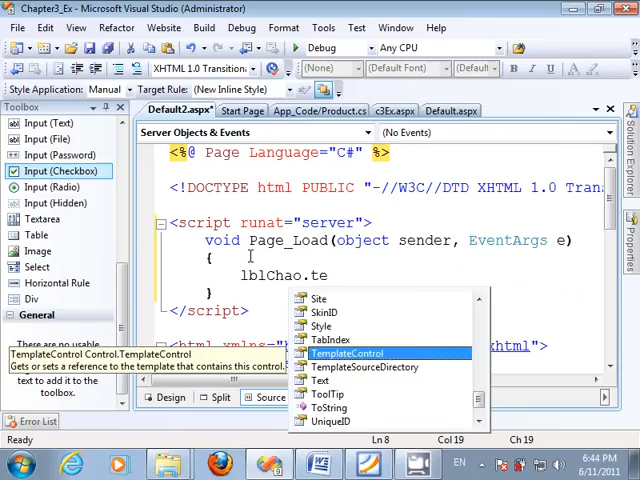 Chapter3_Ex - Microsoft Visual Studio (Administrator)
File Edit View Refactor Website Build Debug Format Tools Test Window Help
Debug Any CPU
XHTML 1.0 Transition (None) (Default Font) (Default
Style Application: Manual Target Rule: (New Inline Style)
Toolbox
Input (Text)
Input (File)
Input (Password)
Input (Checkbox)
Input (Radio)
Input (Hidden)
Textarea
Table
Image
Select
Horizontal Rule
Div
General
There are no usable
text to add it to the
toolbox.
Default2.aspx* Start Page App_Code/Product.cs c3Ex.aspx Default.aspx
Server Objects & Events (No Events)
<%@ Page Language="C#" %>
<!DOCTYPE html PUBLIC "-//W3C//DTD XHTML 1.0 Trans
<script runat="server">
void Page_Load(object sender, EventArgs e)
{
lblChao.te
}
</script>
xhtml">
Site
SkinID
Style
TabIndex
TemplateControl
TemplateSourceDirectory
Text
ToolTip
ToString
UniqueID
TemplateControl Control.TemplateControl
Gets or sets a reference to the template that contains this control.
Design Split Source
Solution Explorer
Properties
Error List
Ready Ln 8 Col 19 Ch 19
EN
6:44 PM
6/11/2011